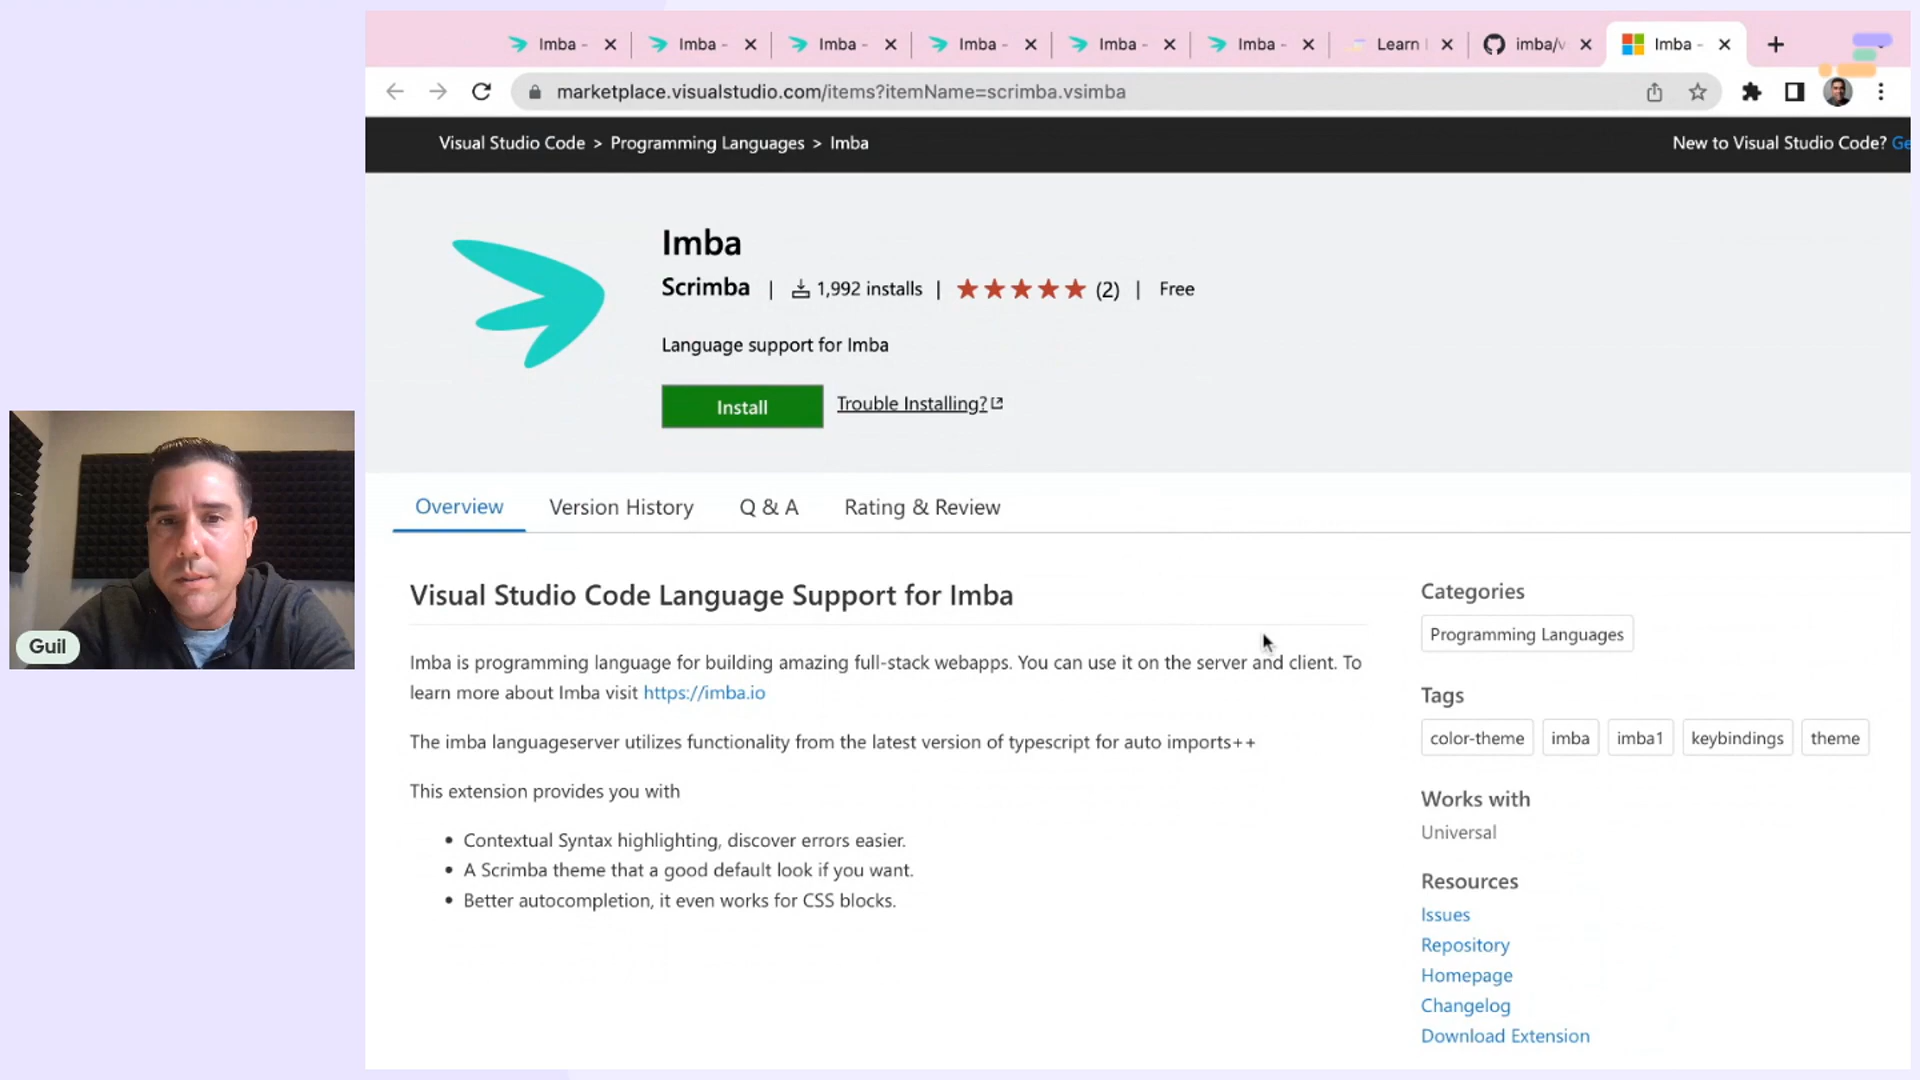 Imba -
Imba -
Imba -
Imba -
Imba -
Imba -
Learn
imba/v
Imba -
marketplace.visualstudio.com/items?itemName=scrimba.vsimba
Visual Studio Code > Programming Languages > Imba
New to Visual Studio Code? Ge
Imba
Scrimba | 1,992 installs | (2) | Free
Language support for Imba
Install
Trouble Installing?
Overview
Version History
Q & A
Rating & Review
Visual Studio Code Language Support for Imba
Imba is programming language for building amazing full-stack webapps. You can use it on the server and client. To
learn more about Imba visit https://imba.io
The imba languageserver utilizes functionality from the latest version of typescript for auto imports++
This extension provides you with
• Contextual Syntax highlighting, discover errors easier.
• A Scrimba theme that a good default look if you want.
• Better autocompletion, it even works for CSS blocks.
Categories
Programming Languages
Tags
color-theme
imba
imba1
keybindings
theme
Works with
Universal
Resources
Issues
Repository
Homepage
Changelog
Download Extension
Guil